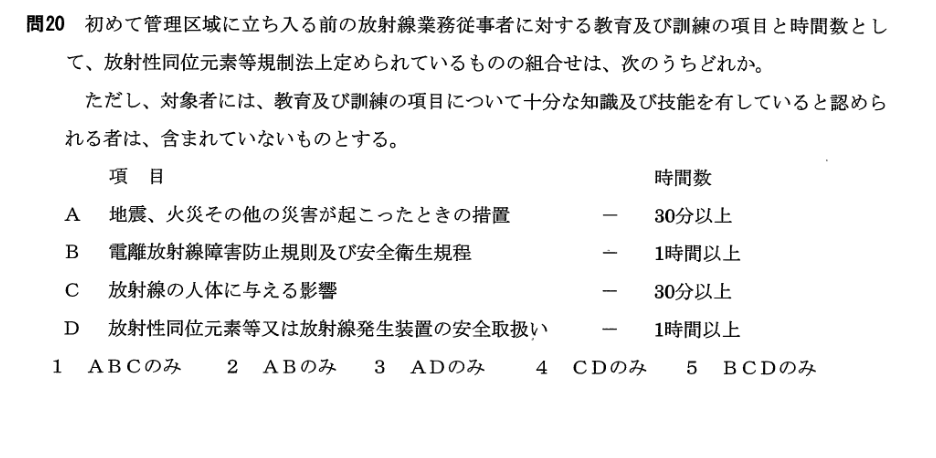 問20 初めて管理区域に立ち入る前の放射線業務従事者に対する教育及び訓練の項目と時間数とし
て、放射性同位元素等規制法上定められているものの組合せは、次のうちどれか。
ただし、対象者には、教育及び訓練の項目について十分な知識及び技能を有していると認めら
れる者は、含まれていないものとする。
項 目 時間数
A 地震、火災その他の災害が起こったときの措置 － 30分以上
B 電離放射線障害防止規則及び安全衛生規程 － 1時間以上
C 放射線の人体に与える影響 － 30分以上
D 放射性同位元素等又は放射線発生装置の安全取扱い － 1時間以上
1 ABCのみ 2 ABのみ 3 ADのみ 4 CDのみ 5 BCDのみ